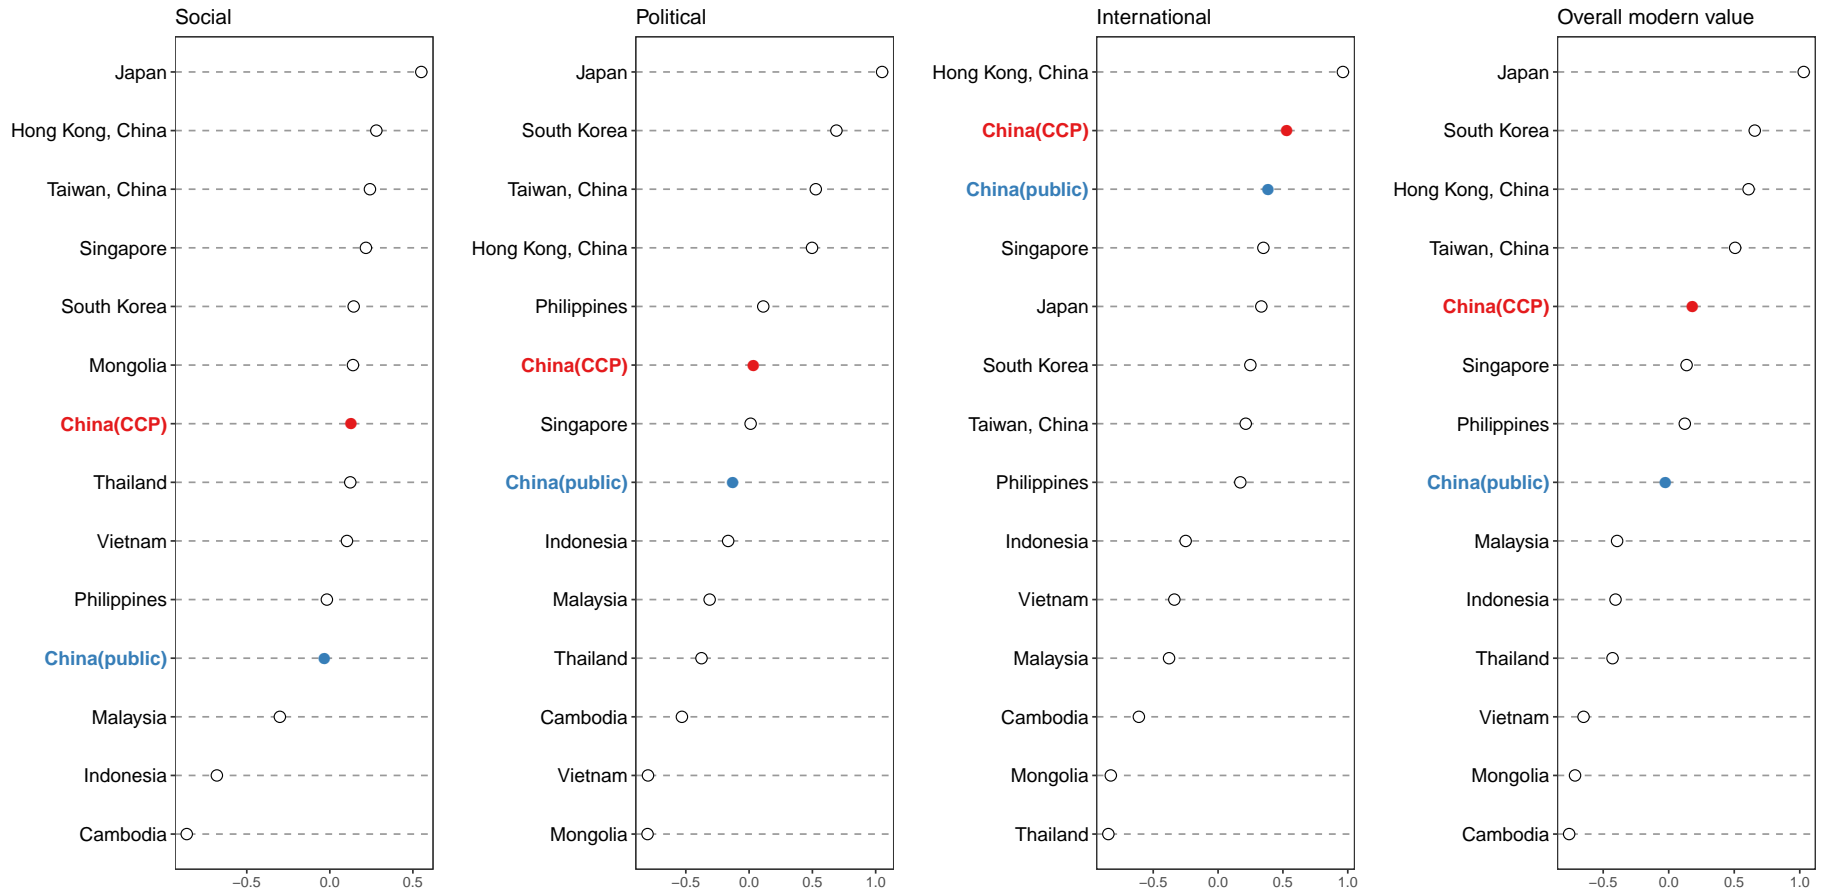 Social
Japan
Hong Kong, China
Taiwan, China
Singapore
South Korea
Mongolia
China(CCP)
Thailand
Vietnam
Philippines
China(public)
Malaysia
Indonesia
Cambodia
−0.5 0.0 0.5
Political
Japan
South Korea
Taiwan, China
Hong Kong, China
Philippines
China(CCP)
Singapore
China(public)
Indonesia
Malaysia
Thailand
Cambodia
Vietnam
Mongolia
−0.5 0.0 0.5 1.0
International
Hong Kong, China
China(CCP)
China(public)
Singapore
Japan
South Korea
Taiwan, China
Philippines
Indonesia
Vietnam
Malaysia
Cambodia
Mongolia
Thailand
−0.5 0.0 0.5 1.0
Overall modern value
Japan
South Korea
Hong Kong, China
Taiwan, China
China(CCP)
Singapore
Philippines
China(public)
Malaysia
Indonesia
Thailand
Vietnam
Mongolia
Cambodia
−0.5 0.0 0.5 1.0